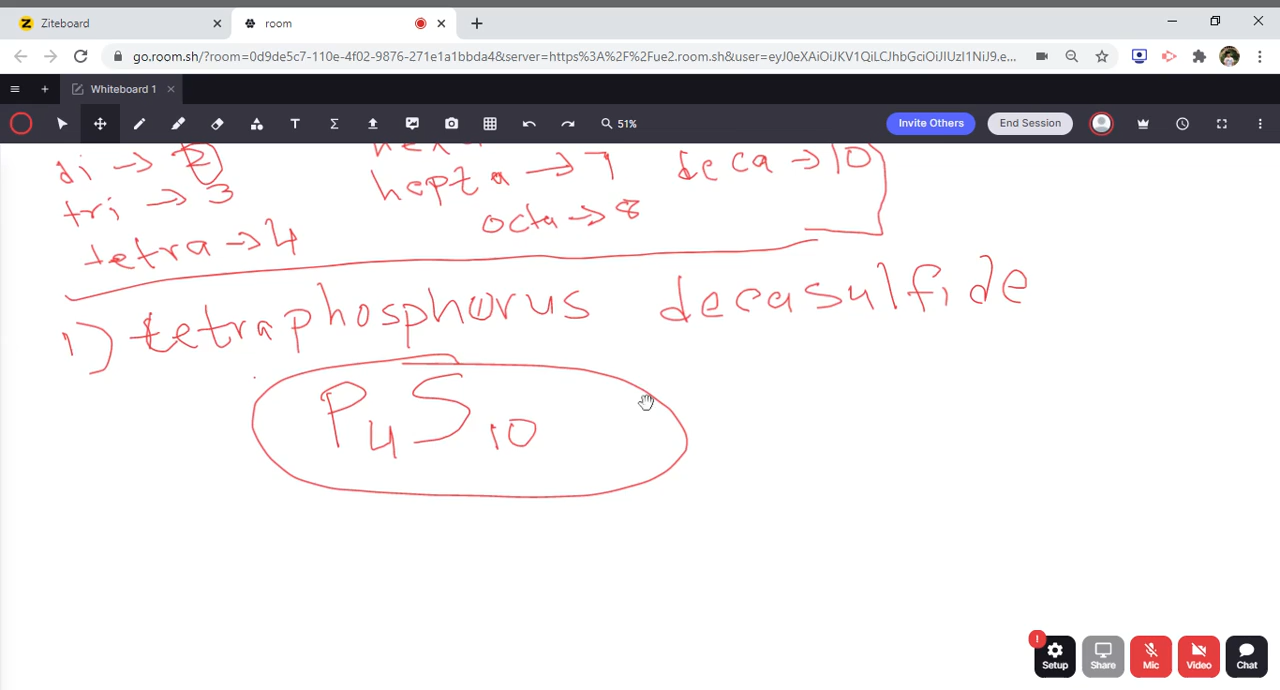 Ziteboard
room
go.room.sh/?room=0d9de5c7-110e-4f02-9876-271e1a1bbda4&server=https%3A%2F%2Fue2.room.sh&user=eyJ0eXAiOiJKV1QiLCJhbGciOiJIUzI1NiJ9.e...
Whiteboard 1
51%
Invite Others
End Session
di → 2
hepta → 7
deca → 10
tri → 3
octa → 8
tetra → 4
1) tetraphosphorus decasulfide
P4S10
!
Setup
Share
Mic
Video
Chat